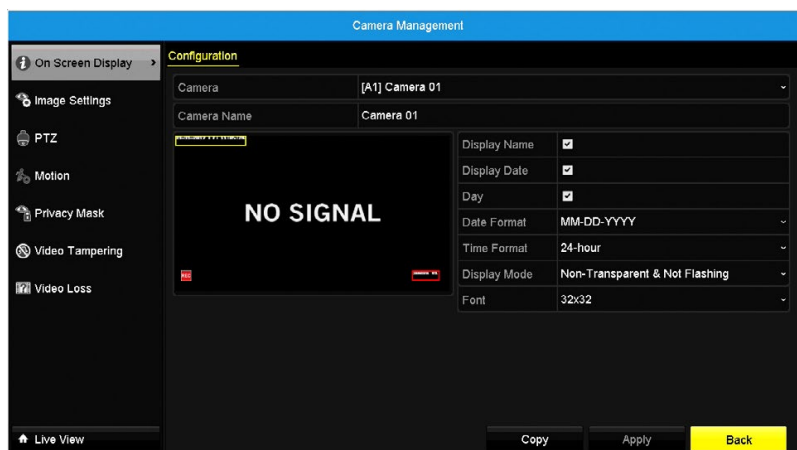 Camera Management
On Screen Display
Image Settings
PTZ
Motion
Privacy Mask
Video Tampering
Video Loss
Live View
Configuration
Camera [A1] Camera 01
Camera Name Camera 01
NO SIGNAL
REC
Display Name
Display Date
Day
Date Format MM-DD-YYYY
Time Format 24-hour
Display Mode Non-Transparent & Not Flashing
Font 32x32
Copy Apply Back